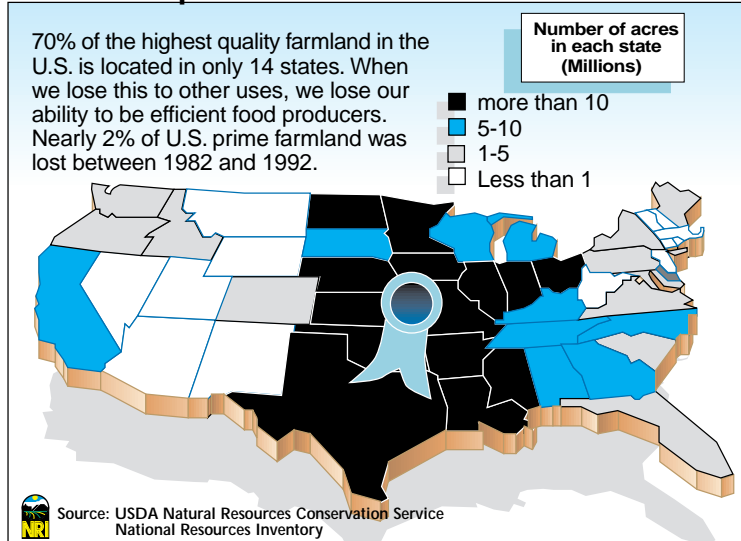 70% of the highest quality farmland in the
U.S. is located in only 14 states. When
we lose this to other uses, we lose our
ability to be efficient food producers.
Nearly 2% of U.S. prime farmland was
lost between 1982 and 1992.
Number of acres
in each state
(Millions)
more than 10
5-10
1-5
Less than 1
NRI
Source: USDA Natural Resources Conservation Service
National Resources Inventory